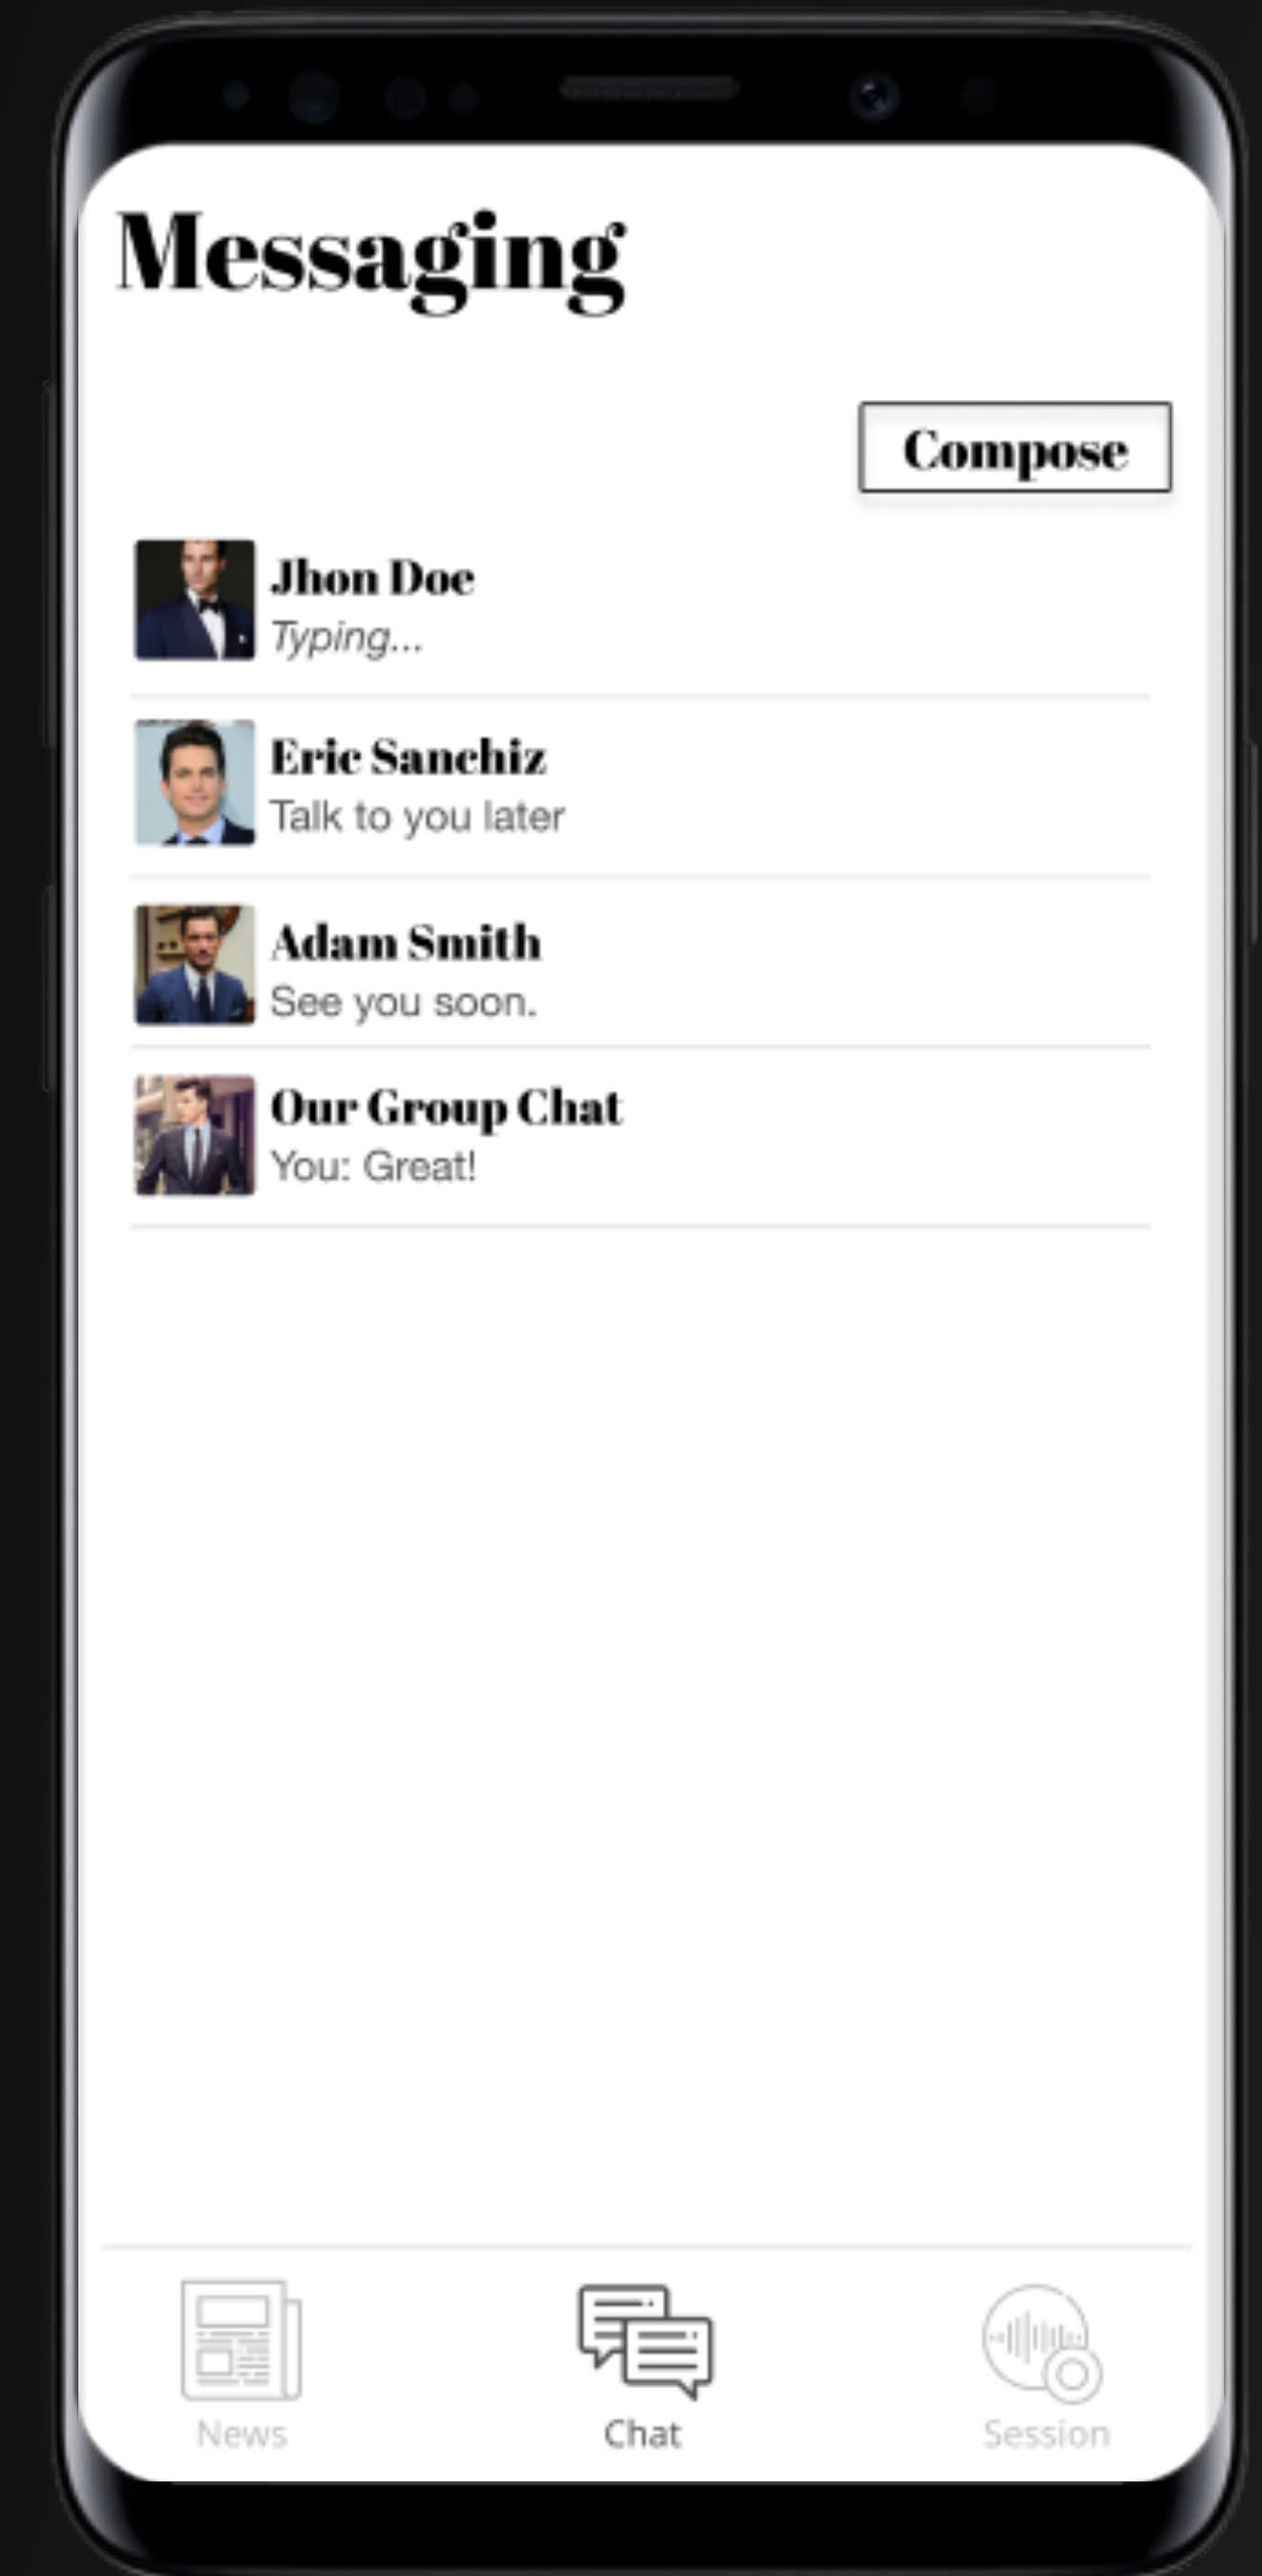 Messaging
Compose
Jhon Doe
Typing...
Eric Sanchiz
Talk to you later
Adam Smith
See you soon.
Our Group Chat
You: Great!
News
Chat
Session